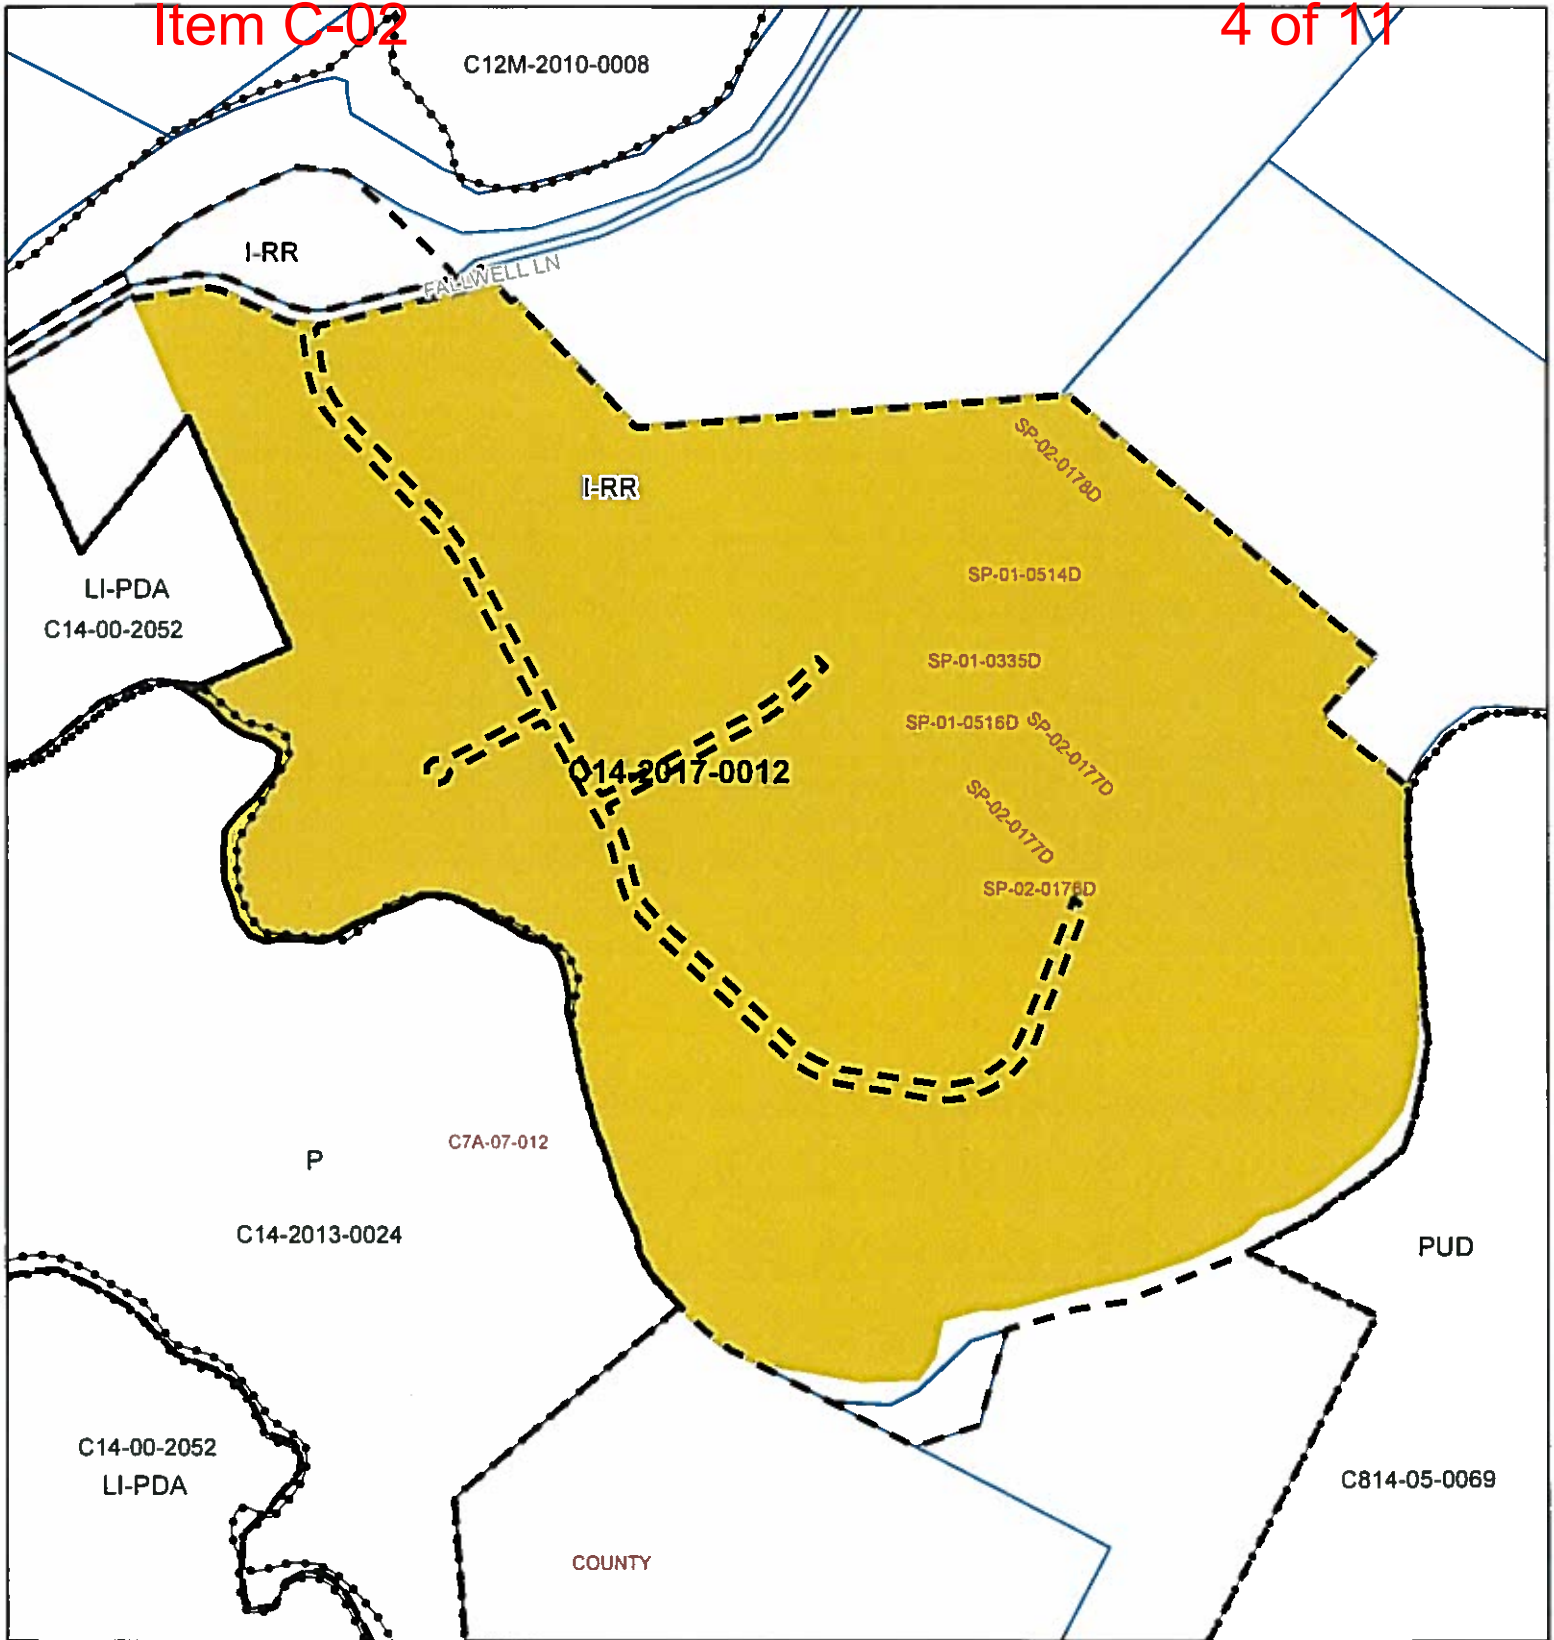 Item C-02
4 of 11
C12M-2010-0008
I-RR
FALLWELL LN
SP-02-0178D
I-RR
SP-01-0514D
LI-PDA
C14-00-2052
SP-01-0335D
SP-01-0516D
SP-02-0177D
C14-2017-0012
SP-02-0177D
SP-02-0176D
C7A-07-012
P
C14-2013-0024
PUD
C14-00-2052
LI-PDA
C814-05-0069
COUNTY